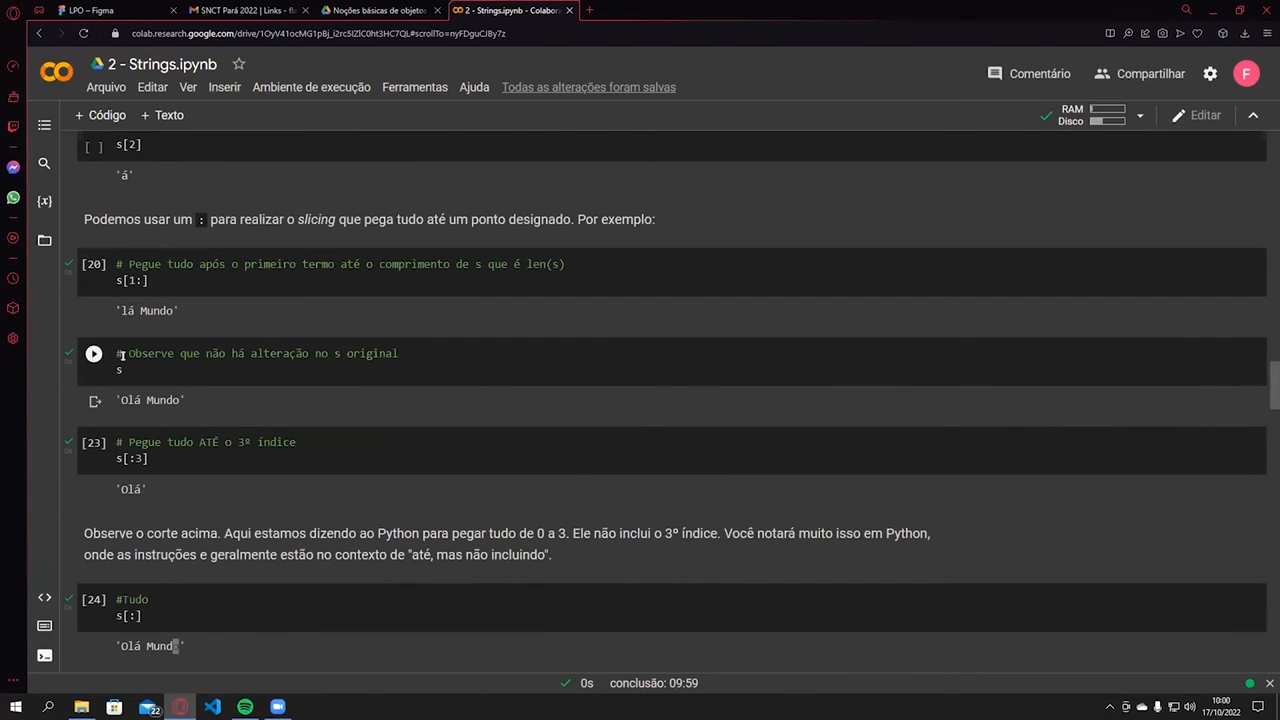 LPO – Figma
SNCT Pará 2022 | Links - fl
Noções básicas de objetos
2 - Strings.ipynb - Colabora
colab.research.google.com/drive/1OyV41ocMG1pBj_i2rc5IZlC0ht3HC7QL#scrollTo=nyFDguCJBy7z
2 - Strings.ipynb
Comentário
Compartilhar
F
Arquivo Editar Ver Inserir Ambiente de execução Ferramentas Ajuda Todas as alterações foram salvas
+ Código + Texto
RAM
Disco
Editar
[ ] s[2]
'á'
Podemos usar um : para realizar o slicing que pega tudo até um ponto designado. Por exemplo:
[20] # Pegue tudo após o primeiro termo até o comprimento de s que é len(s)
s[1:]
'lá Mundo'
# Observe que não há alteração no s original
s
'Olá Mundo'
[23] # Pegue tudo ATÉ o 3º índice
s[:3]
'Olá'
Observe o corte acima. Aqui estamos dizendo ao Python para pegar tudo de 0 a 3. Ele não inclui o 3º índice. Você notará muito isso em Python,
onde as instruções e geralmente estão no contexto de "até, mas não incluindo".
[24] #Tudo
s[:]
'Olá Mundo'
0s conclusão: 09:59
22
10:00
17/10/2022